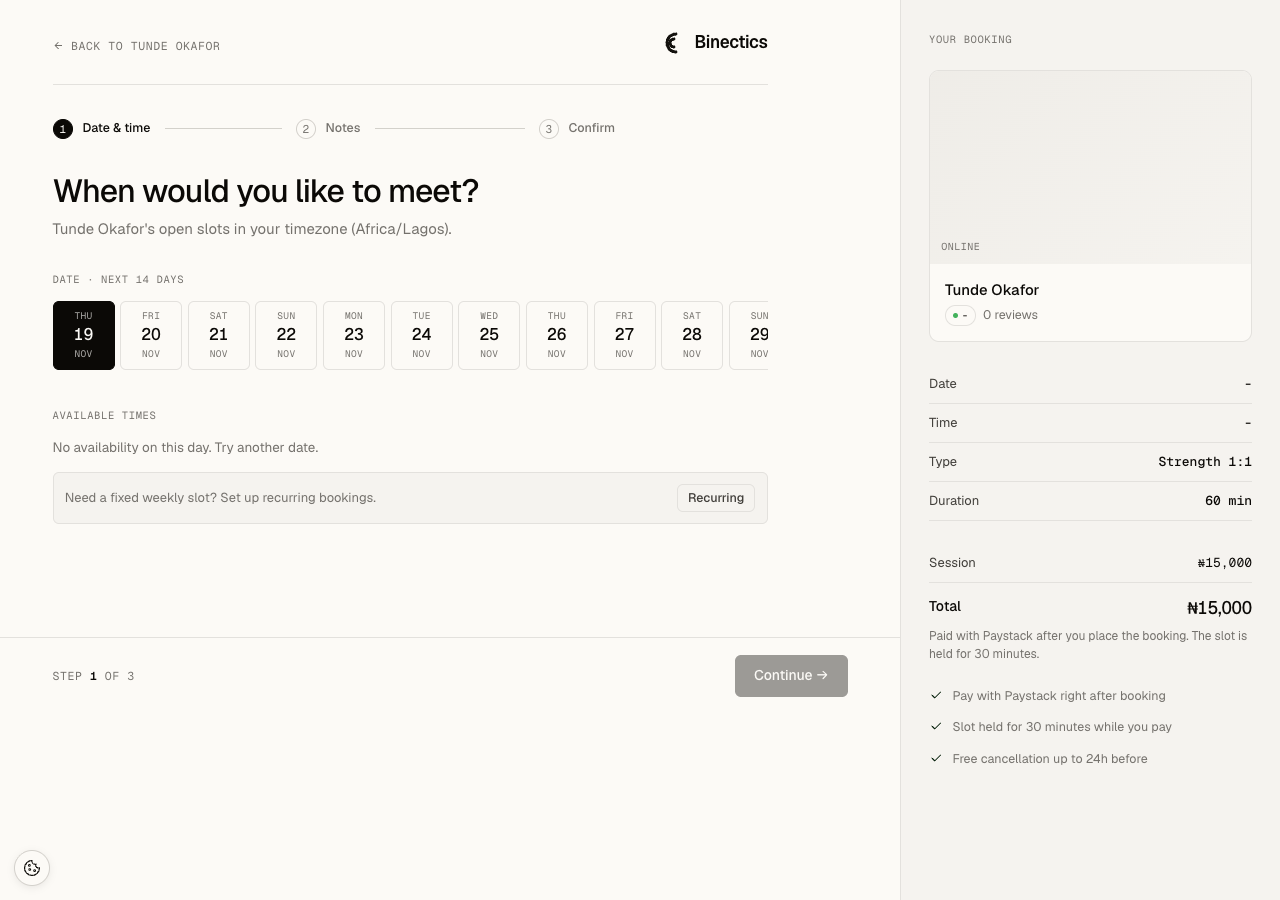 ← BACK TO TUNDE OKAFOR
Binectics
1 Date & time
2 Notes
3 Confirm
When would you like to meet?
Tunde Okafor's open slots in your timezone (Africa/Lagos).
DATE · NEXT 14 DAYS
THU 19 NOV
FRI 20 NOV
SAT 21 NOV
SUN 22 NOV
MON 23 NOV
TUE 24 NOV
WED 25 NOV
THU 26 NOV
FRI 27 NOV
SAT 28 NOV
SUN 29 NOV
AVAILABLE TIMES
No availability on this day. Try another date.
Need a fixed weekly slot? Set up recurring bookings.
Recurring
STEP 1 OF 3
Continue →
YOUR BOOKING
ONLINE
Tunde Okafor
- 0 reviews
Date -
Time -
Type Strength 1:1
Duration 60 min
Session ₦15,000
Total ₦15,000
Paid with Paystack after you place the booking. The slot is
held for 30 minutes.
Pay with Paystack right after booking
Slot held for 30 minutes while you pay
Free cancellation up to 24h before